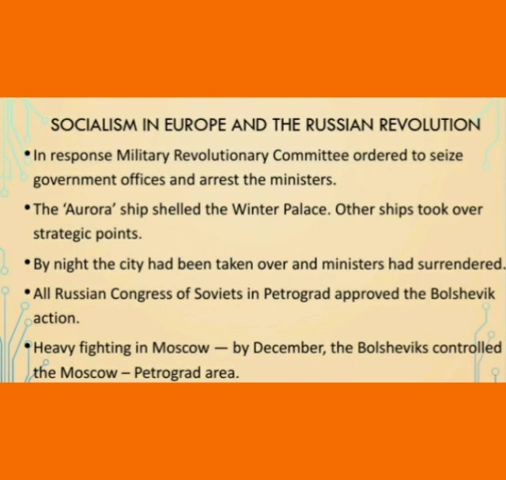 SOCIALISM IN EUROPE AND THE RUSSIAN REVOLUTION
• In response Military Revolutionary Committee ordered to seize
government offices and arrest the ministers.
• The ‘Aurora’ ship shelled the Winter Palace. Other ships took over
strategic points.
• By night the city had been taken over and ministers had surrendered.
• All Russian Congress of Soviets in Petrograd approved the Bolshevik
action.
• Heavy fighting in Moscow — by December, the Bolsheviks controlled
the Moscow – Petrograd area.